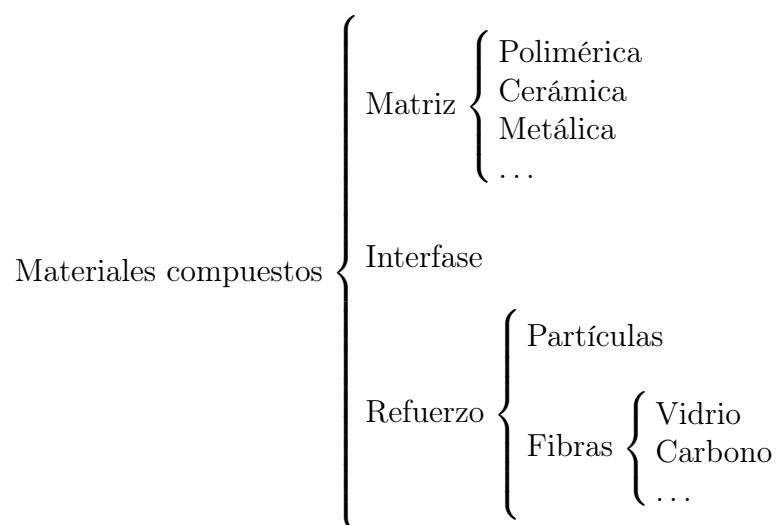 Polimérica
Matriz
Cerámica
Metálica
...
Materiales compuestos
Interfase
Partículas
Refuerzo
Fibras
Vidrio
Carbono
...